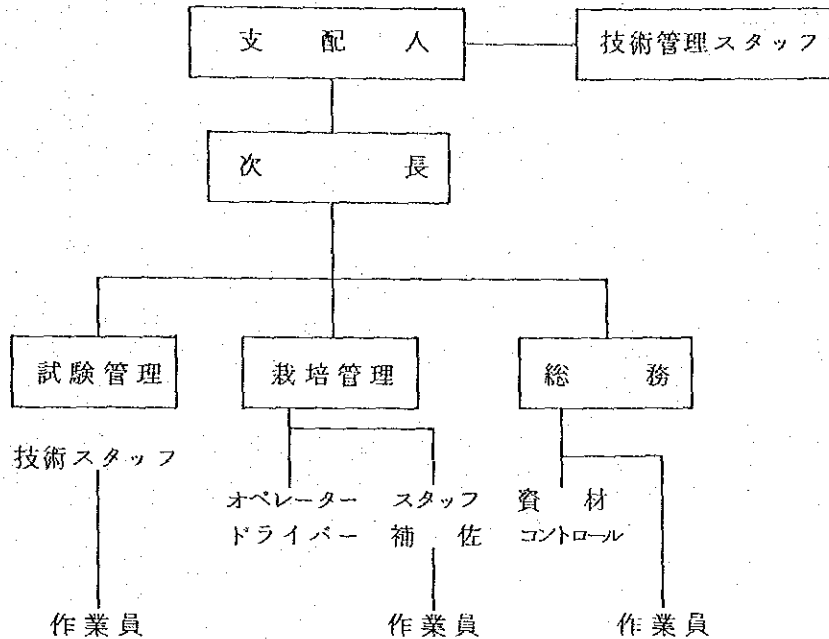 支配人
技術管理スタッフ
次長
試験管理
栽培管理
総務
技術スタッフ
オペレーター
ドライバー
スタッフ
補佐
資材
コントロール
作業員
作業員
作業員